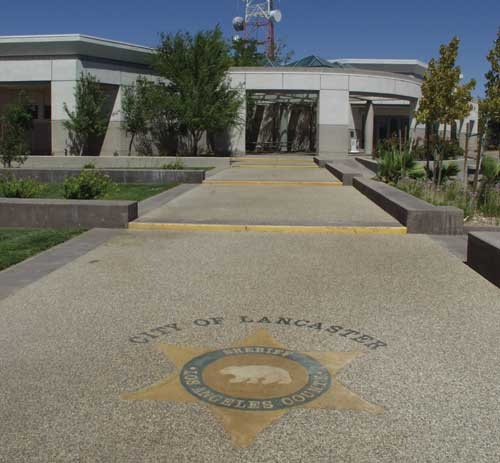 CITY OF LANCASTER
SHERIFF
LOS ANGELES COUNTY